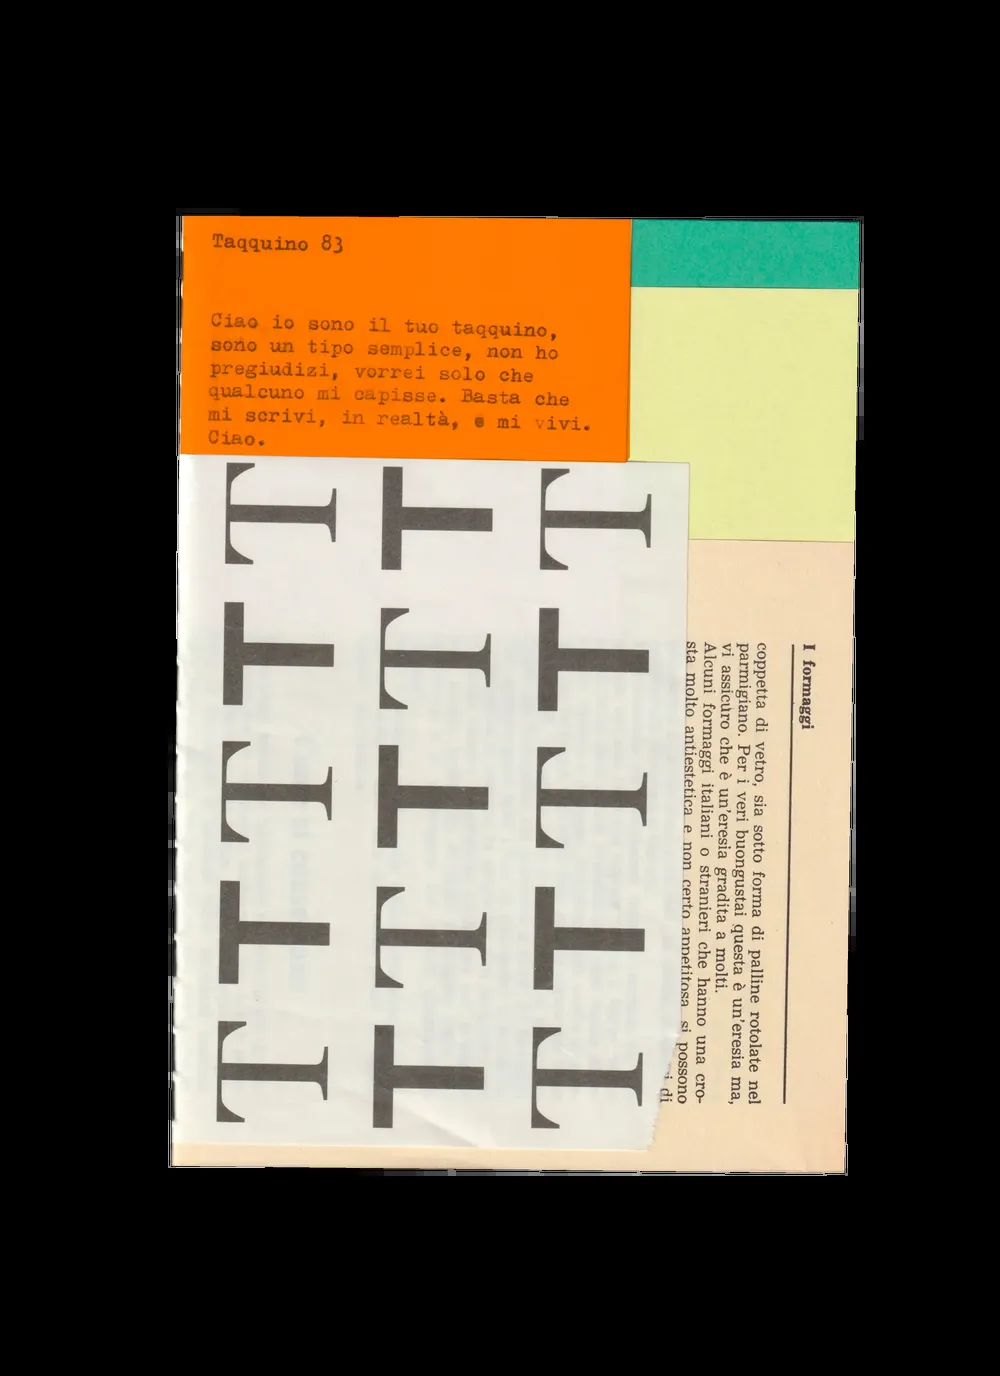 Taqquino 83
Ciao io sono il tuo taqquino,
sono un tipo semplice, non ho
pregiudizi, vorrei solo che
qualcuno mi capisse. Basta che
mi scrivi, in realtà, e mi vivi.
Ciao.
T T T
T T T
T T T
T T T
T T T
I formaggi
coppetta di vetro, sia sotto forma di palline rotolate nel
parmigiano. Per i veri buongustai questa è un'eresia ma,
vi assicuro che è un'eresia gradita a molti.
Alcuni formaggi italiani o stranieri che hanno una cro-
sta molto antiestetica e non certo appetitosa, si possono
di